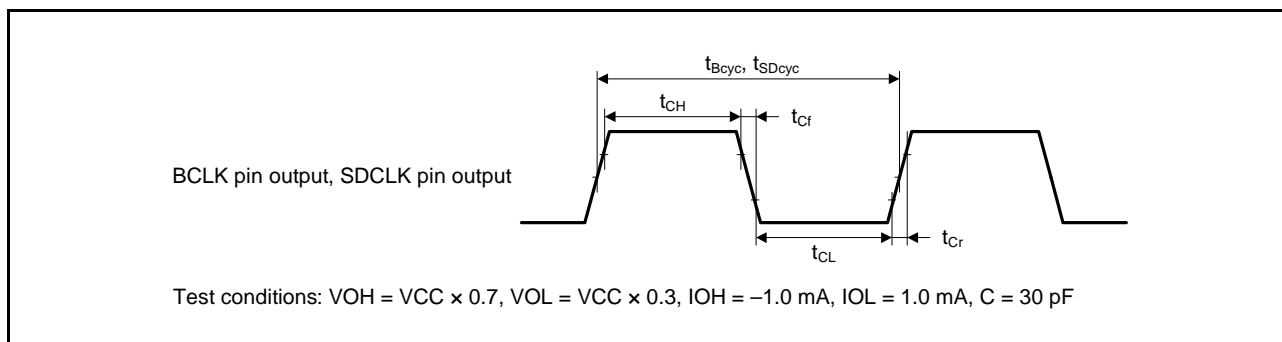 tBcyc, tSDcyc
tCH
tCf
BCLK pin output, SDCLK pin output
tCr
tCL
Test conditions: VOH = VCC × 0.7, VOL = VCC × 0.3, IOH = –1.0 mA, IOL = 1.0 mA, C = 30 pF